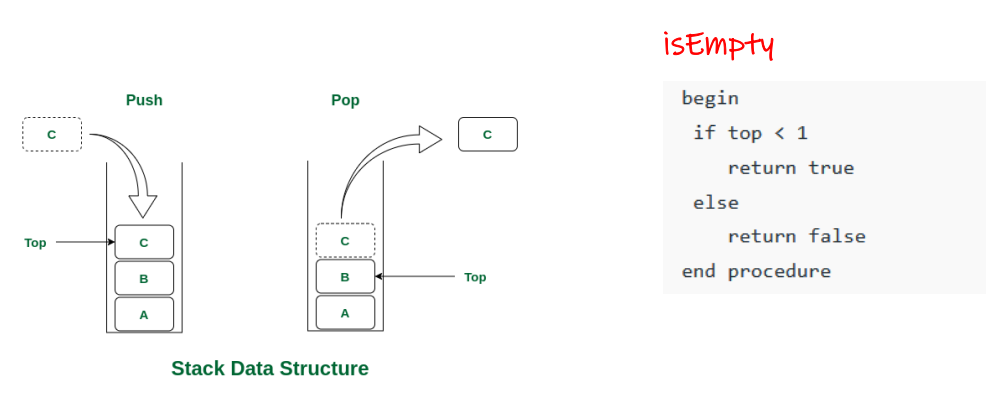 Push
C
Top
C
B
A
Pop
C
C
B
Top
A
Stack Data Structure
isEmpty
begin
if top < 1
return true
else
return false
end procedure